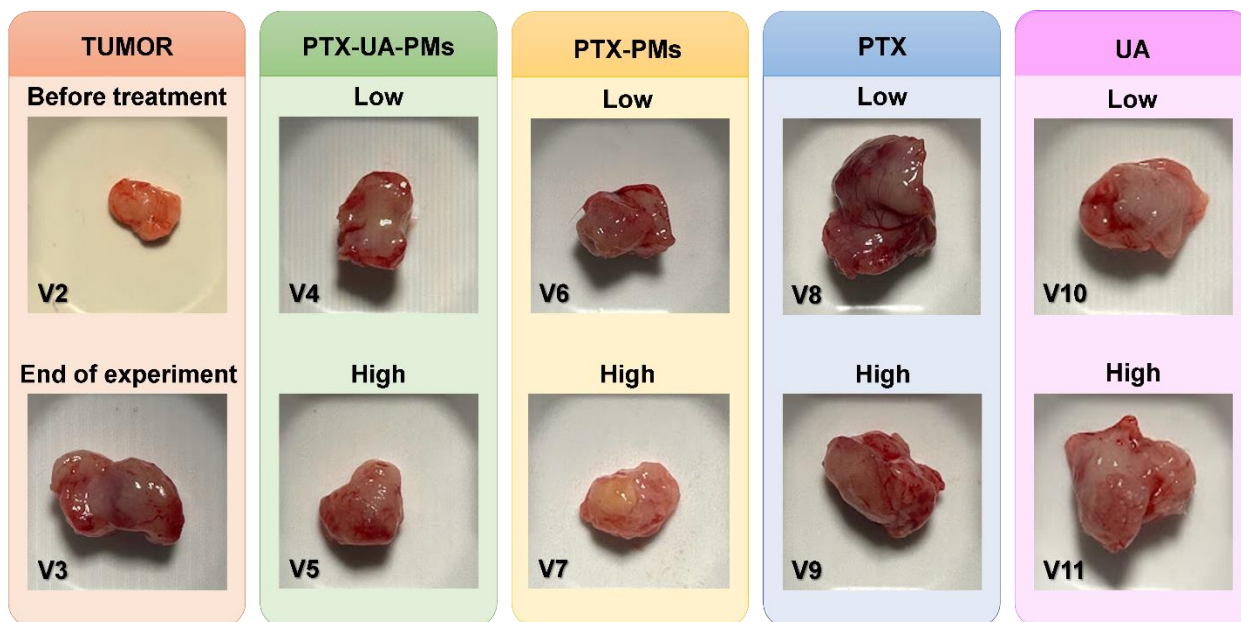 TUMOR
Before treatment
V2
End of experiment
V3
PTX-UA-PMs
Low
V4
High
V5
PTX-PMs
Low
V6
High
V7
PTX
Low
V8
High
V9
UA
Low
V10
High
V11